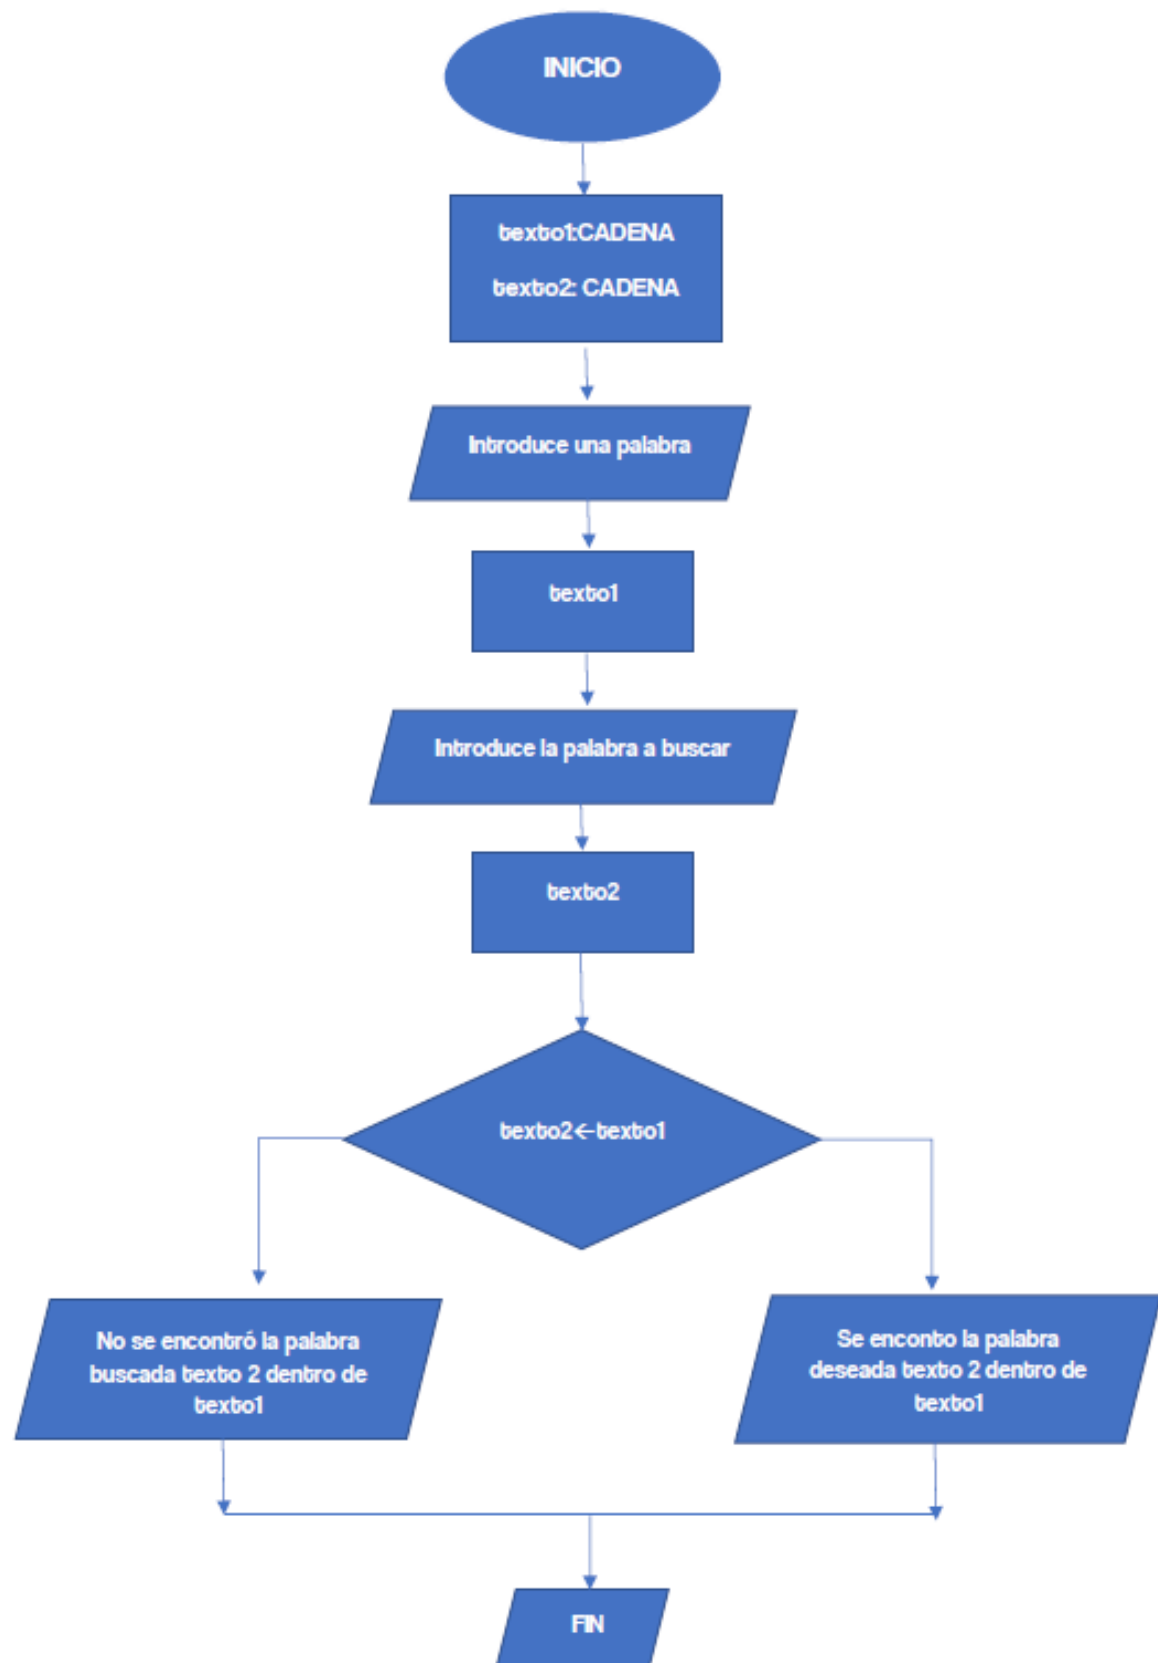 INICIO
texto1:CADENA
texto2: CADENA
Introduce una palabra
texto1
Introduce la palabra a buscar
texto2
texto2←texto1
No se encontró la palabra
buscada texto 2 dentro de
texto1
Se enconto la palabra
deseada texto 2 dentro de
texto1
FIN